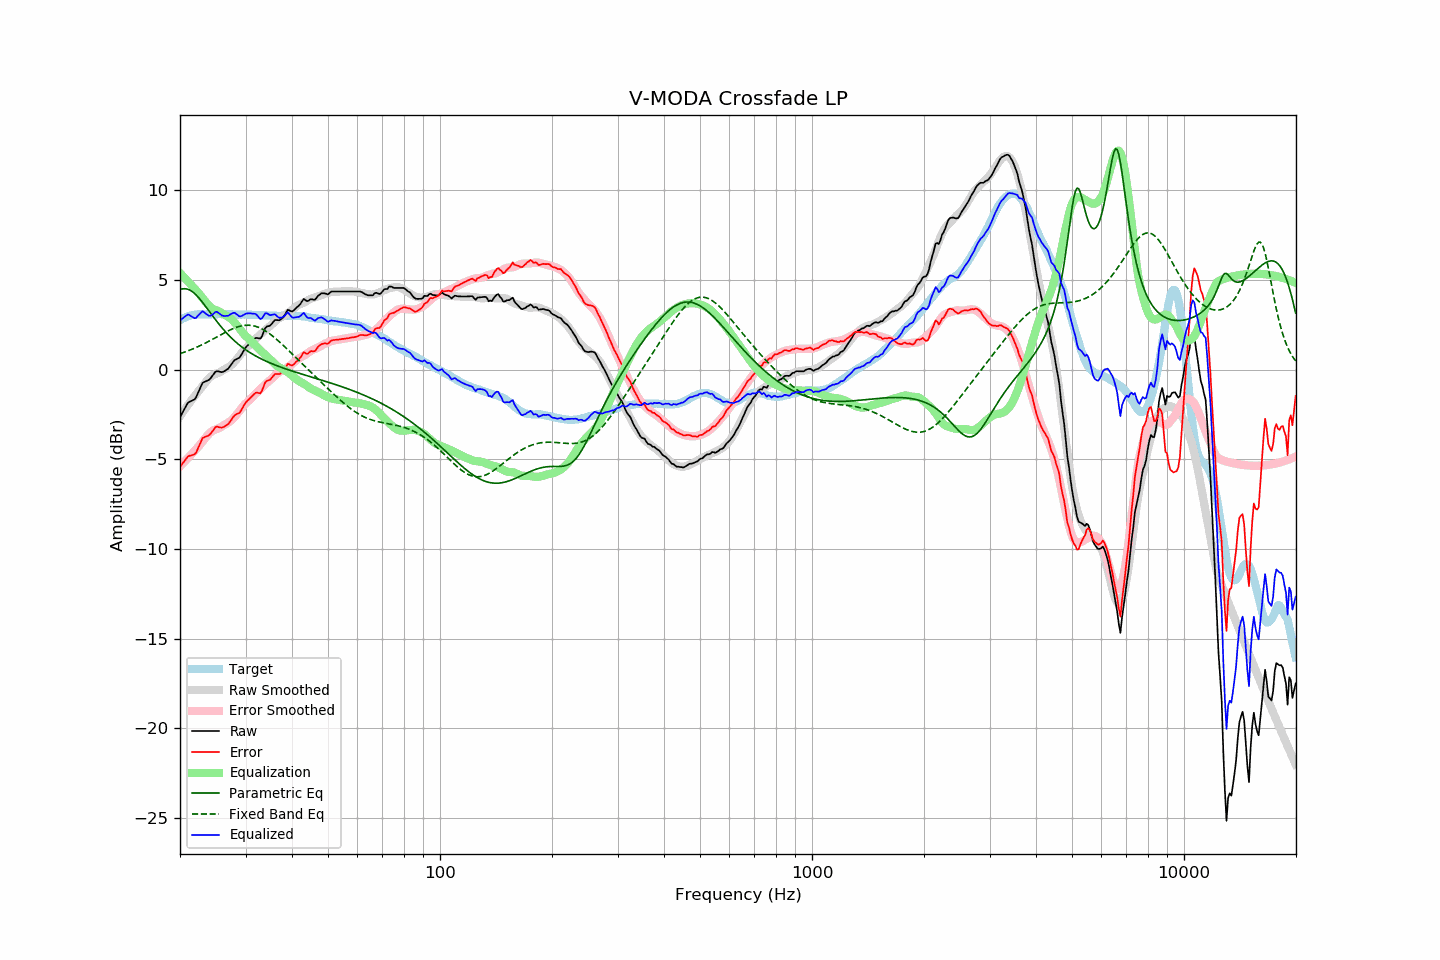 V-MODA Crossfade LP
Amplitude (dBr)
10
5
0
−5
−10
−15
−20
−25
Target
Raw Smoothed
Error Smoothed
Raw
Error
Equalization
Parametric Eq
Fixed Band Eq
Equalized
100 1000 10000
Frequency (Hz)